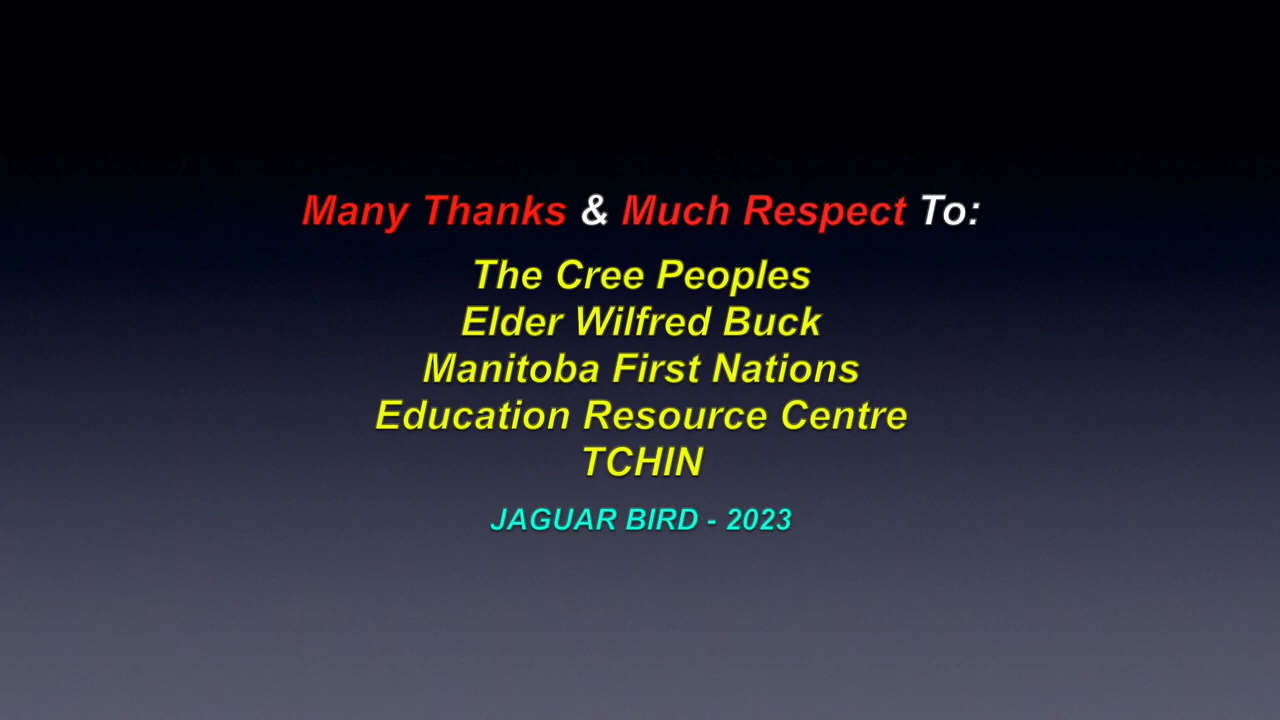 Many Thanks & Much Respect To:
The Cree Peoples
Elder Wilfred Buck
Manitoba First Nations
Education Resource Centre
TCHIN
JAGUAR BIRD - 2023